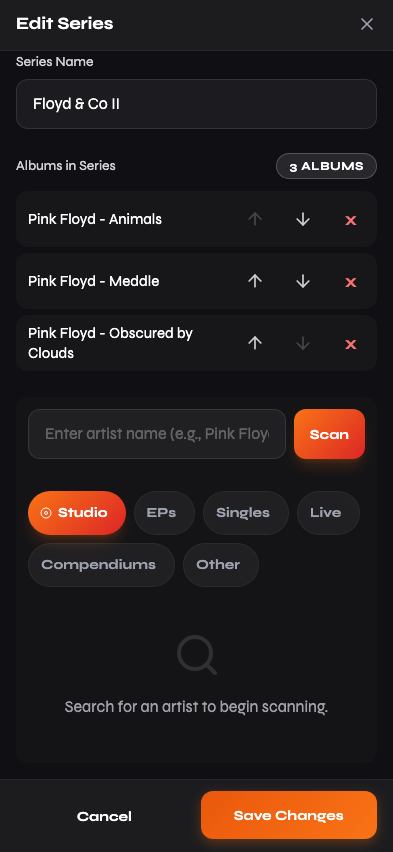 Edit Series
Series Name
Floyd & Co II
Albums in Series
3 ALBUMS
Pink Floyd - Animals
x
Pink Floyd - Meddle
x
Pink Floyd - Obscured by
Clouds
x
Enter artist name (e.g., Pink Floy
Scan
Studio
EPs
Singles
Live
Compendiums
Other
Search for an artist to begin scanning.
Cancel
Save Changes